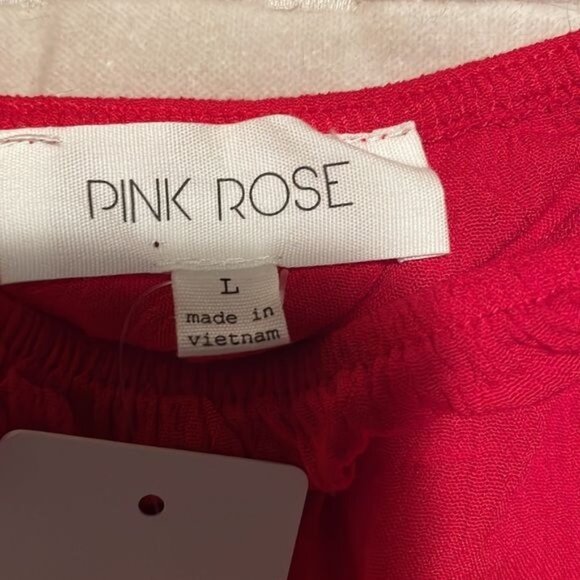 PINK ROSE
L
made in
vietnam